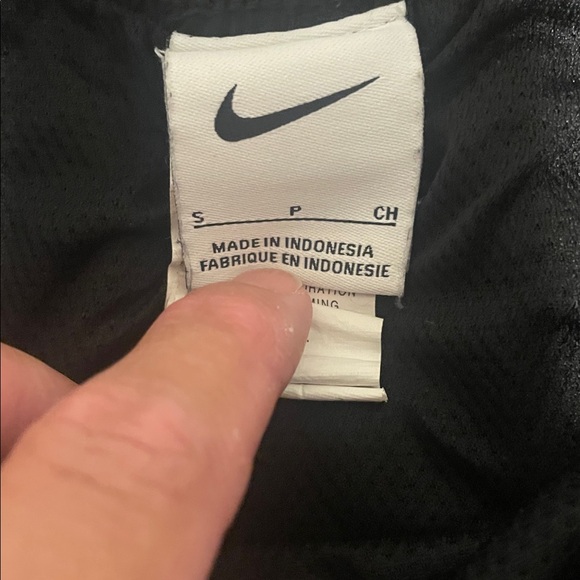 S P CH
MADE IN INDONESIA
FABRIQUE EN INDONESIE